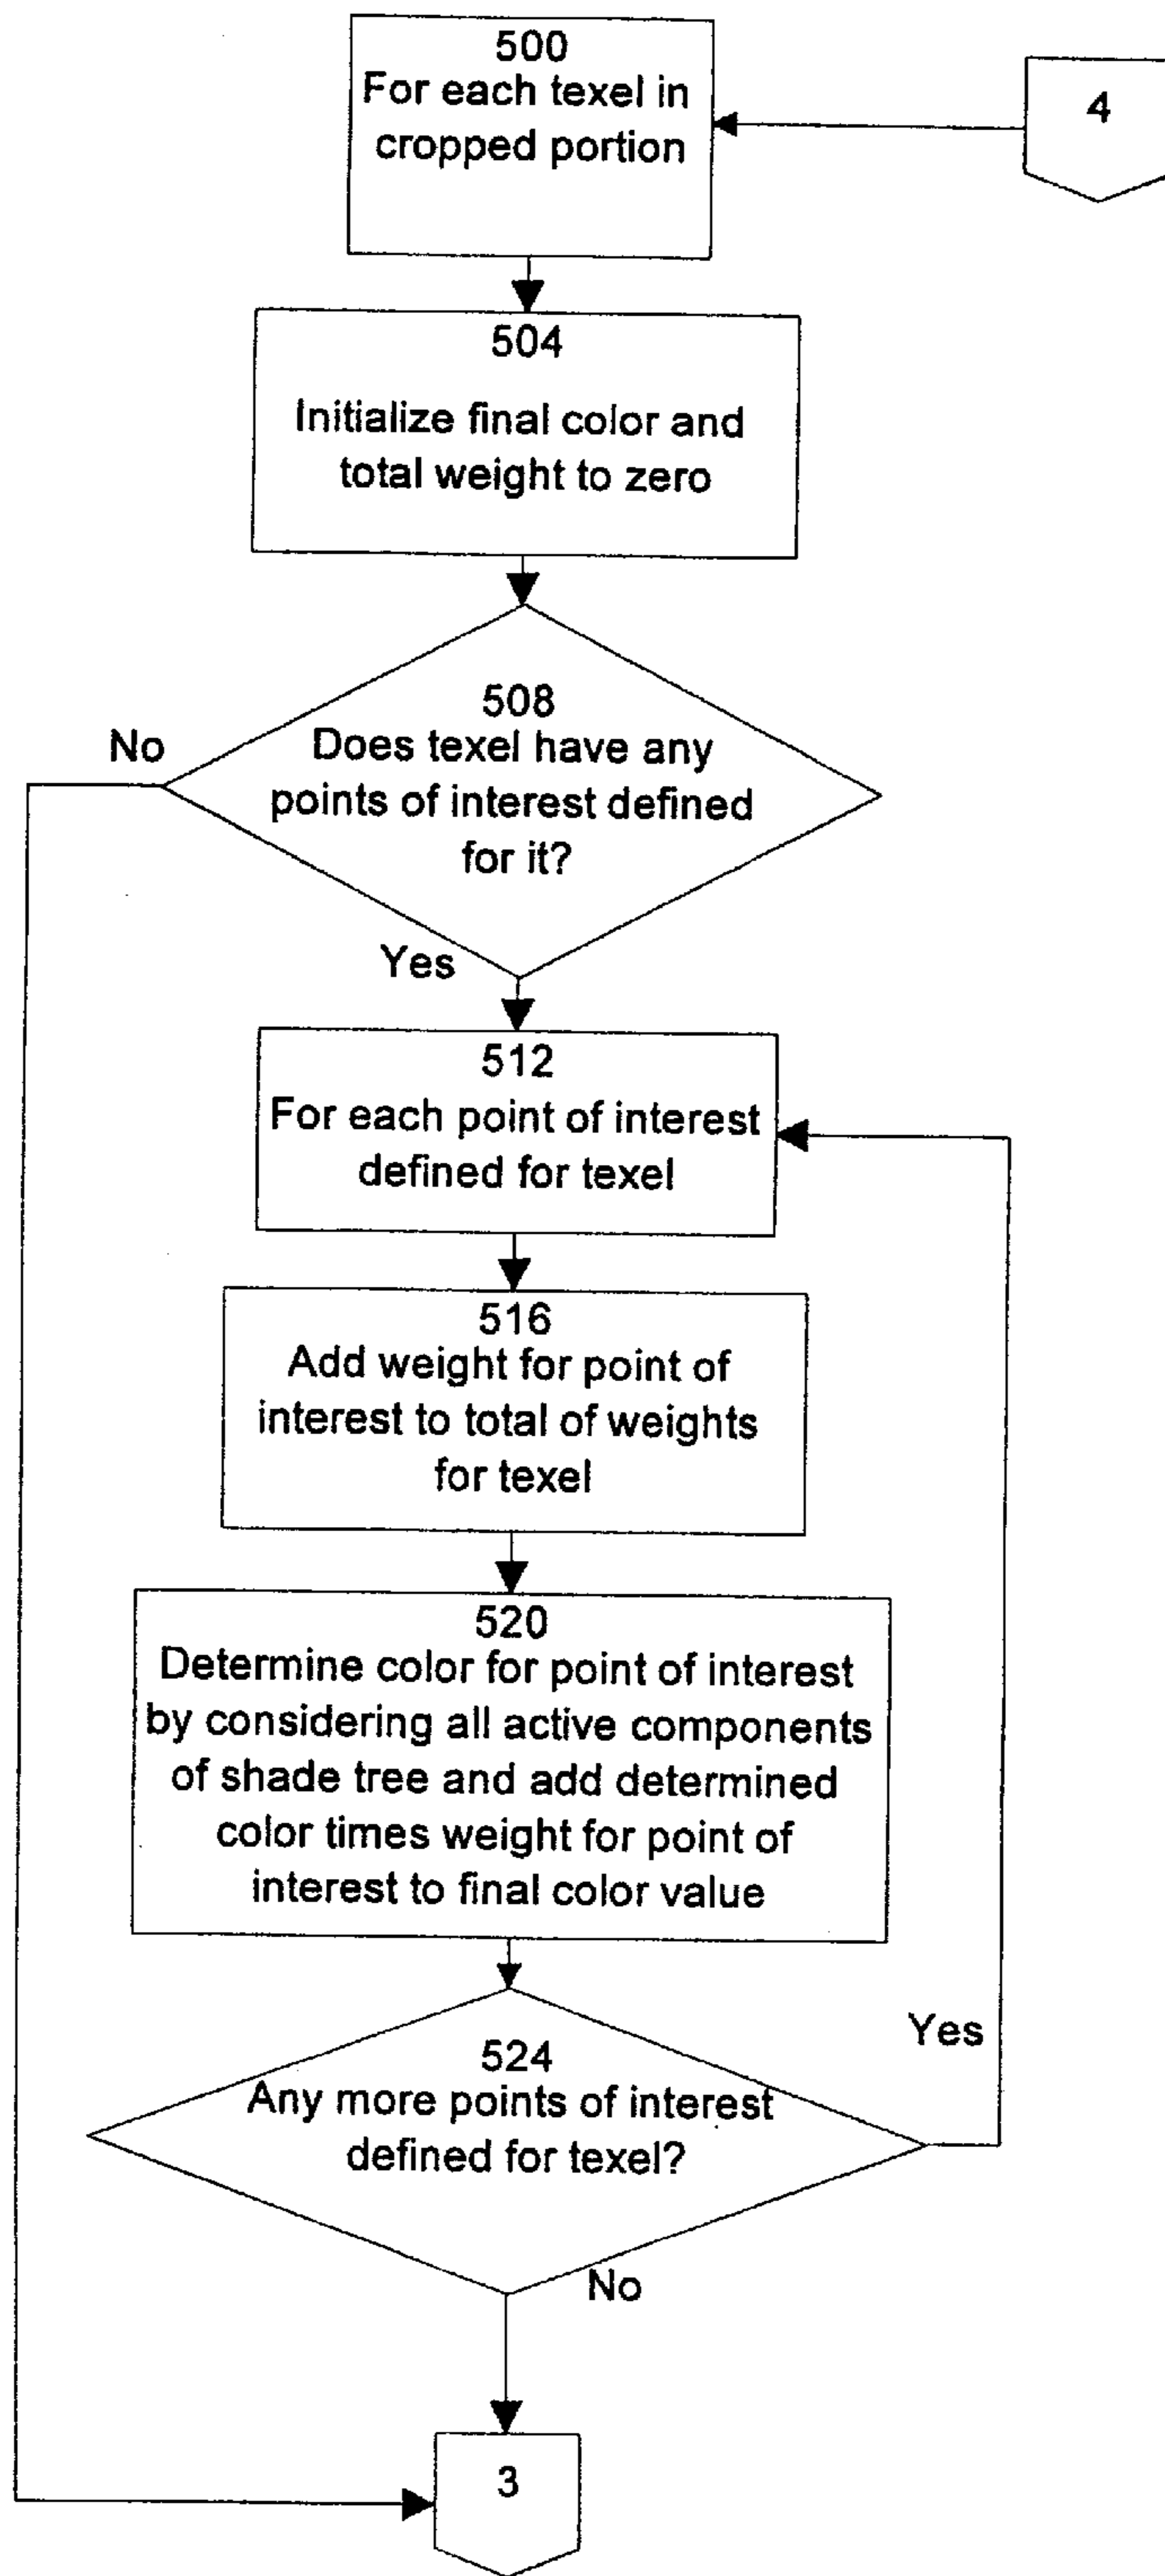 500
For each texel in
cropped portion
4
504
Initialize final color and
total weight to zero
508
Does texel have any
points of interest defined
for it?
No
Yes
512
For each point of interest
defined for texel
516
Add weight for point of
interest to total of weights
for texel
520
Determine color for point of interest
by considering all active components
of shade tree and add determined
color times weight for point of
interest to final color value
524
Any more points of interest
defined for texel?
Yes
No
3